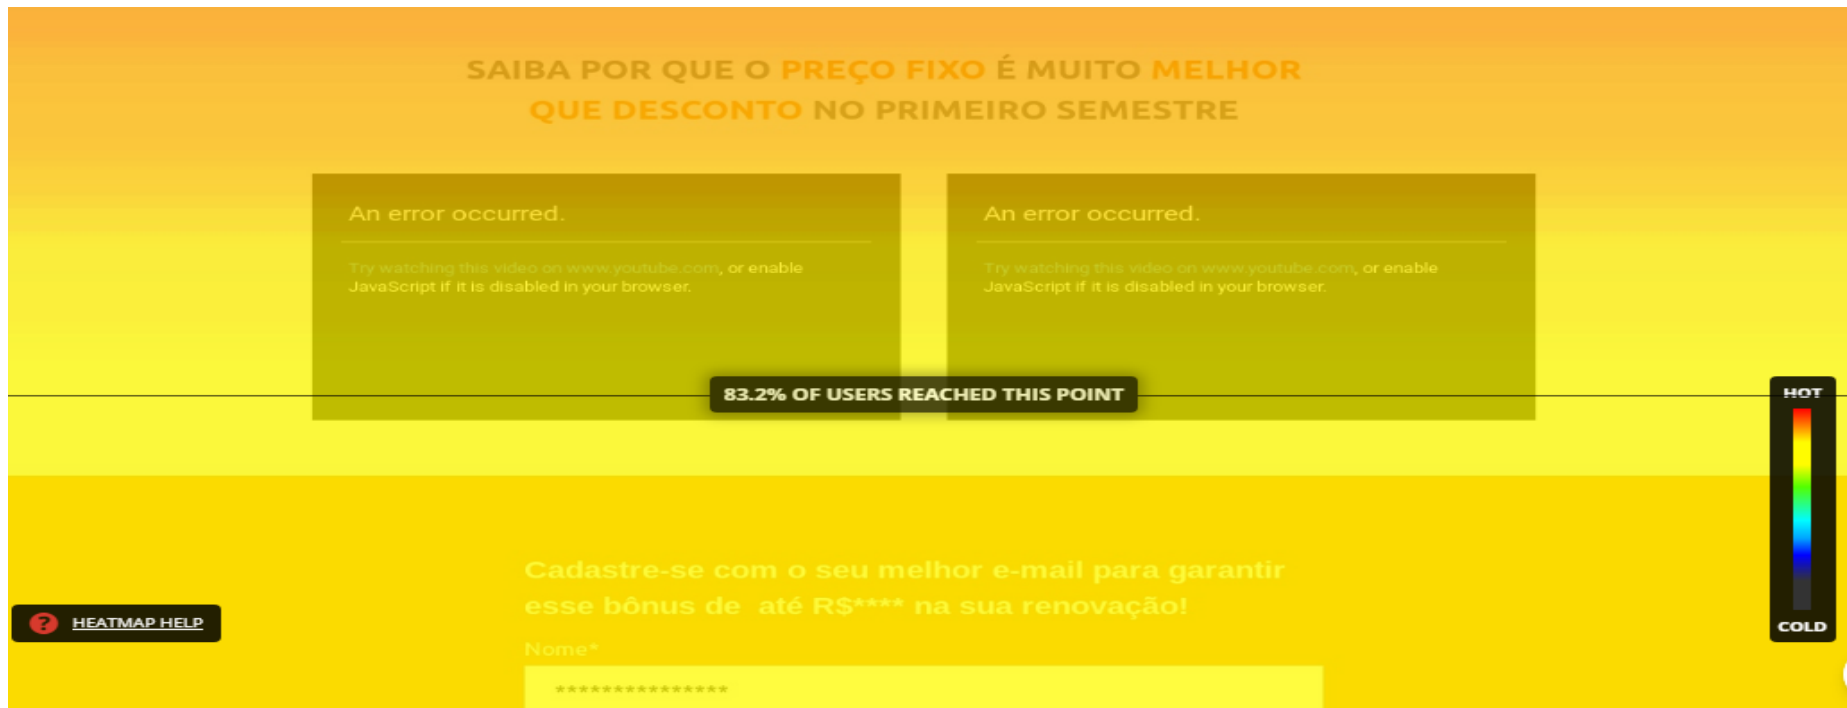 SAIBA POR QUE O PREÇO FIXO É MUITO MELHOR
QUE DESCONTO NO PRIMEIRO SEMESTRE
An error occurred.
Try watching this video on www.youtube.com, or enable
JavaScript if it is disabled in your browser.
An error occurred.
Try watching this video on www.youtube.com, or enable
JavaScript if it is disabled in your browser.
83.2% OF USERS REACHED THIS POINT
HOT
COLD
Cadastre-se com o seu melhor e-mail para garantir
esse bônus de até R$**** na sua renovação!
HEATMAP HELP
Nome*
***************